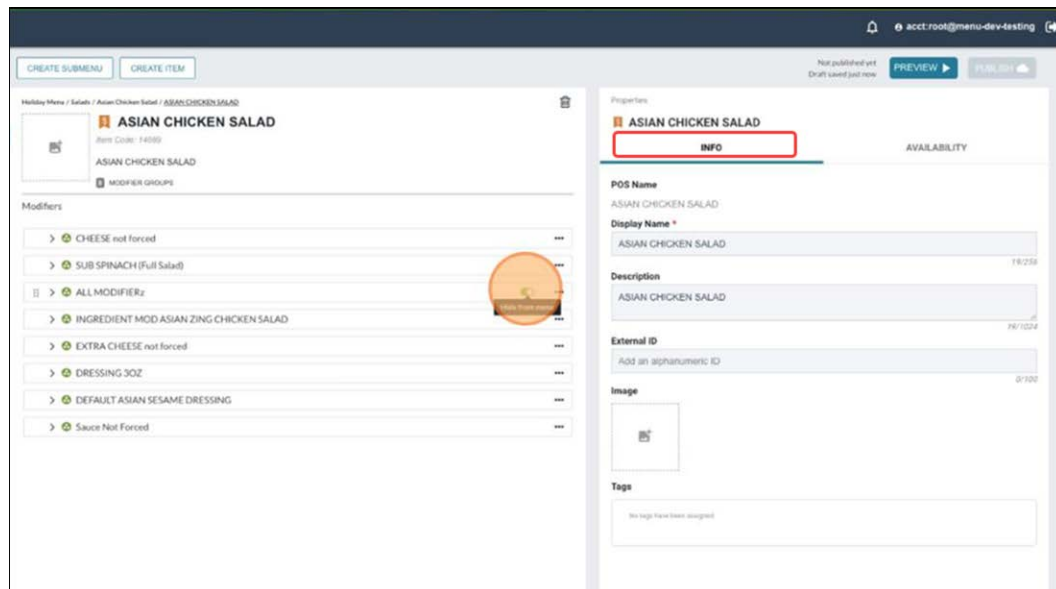 acct:root@menu-dev-testing
CREATE SUBMENU
CREATE ITEM
Not published yet
Draft saved just now
PREVIEW
PUBLISH
Holiday Menu / Salads / Asian Chicken Salad / ASIAN CHICKEN SALAD
ASIAN CHICKEN SALAD
Item Code: 14099
ASIAN CHICKEN SALAD
8 MODIFIER GROUPS
Modifiers
CHEESE not forced
SUB SPINACH (Full Salad)
ALL MODIFIERz
Hide from menu
INGREDIENT MOD ASIAN ZING CHICKEN SALAD
EXTRA CHEESE not forced
DRESSING 3OZ
DEFAULT ASIAN SESAME DRESSING
Sauce Not Forced
Properties
ASIAN CHICKEN SALAD
INFO
AVAILABILITY
POS Name
ASIAN CHICKEN SALAD
Display Name *
ASIAN CHICKEN SALAD
19/256
Description
ASIAN CHICKEN SALAD
19/1024
External ID
Add an alphanumeric ID
0/100
Image
Tags
No tags have been assigned